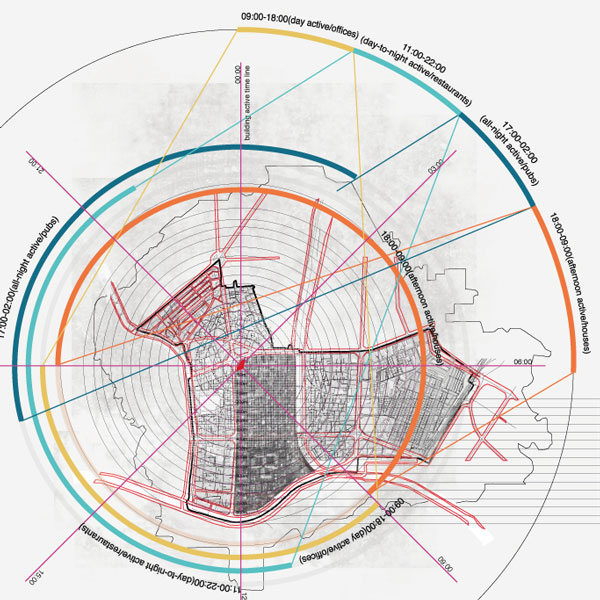 09:00-18:00(day active/offices)
11:00-22:00
(day-to-night active/restaurants)
17:00-02:00
(all-night active/pubs)
18:00-09:00(afternoon active/houses)
00:00
building active time line
03:00
21:00
17:00-02:00(all-night active/pubs)
18:00-09:00(afternoon active/houses)
06:00
09:00-18:00(day active/offices)
11:00-22:00(day-to-night active/restaurants)
15:00
12